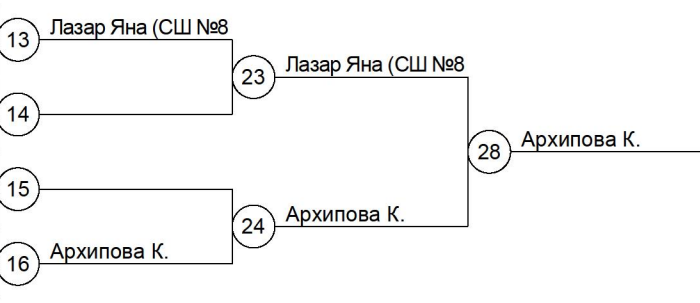 13 Лазар Яна (СШ №8
23 Лазар Яна (СШ №8
14
28 Архипова К.
15
24 Архипова К.
16 Архипова К.